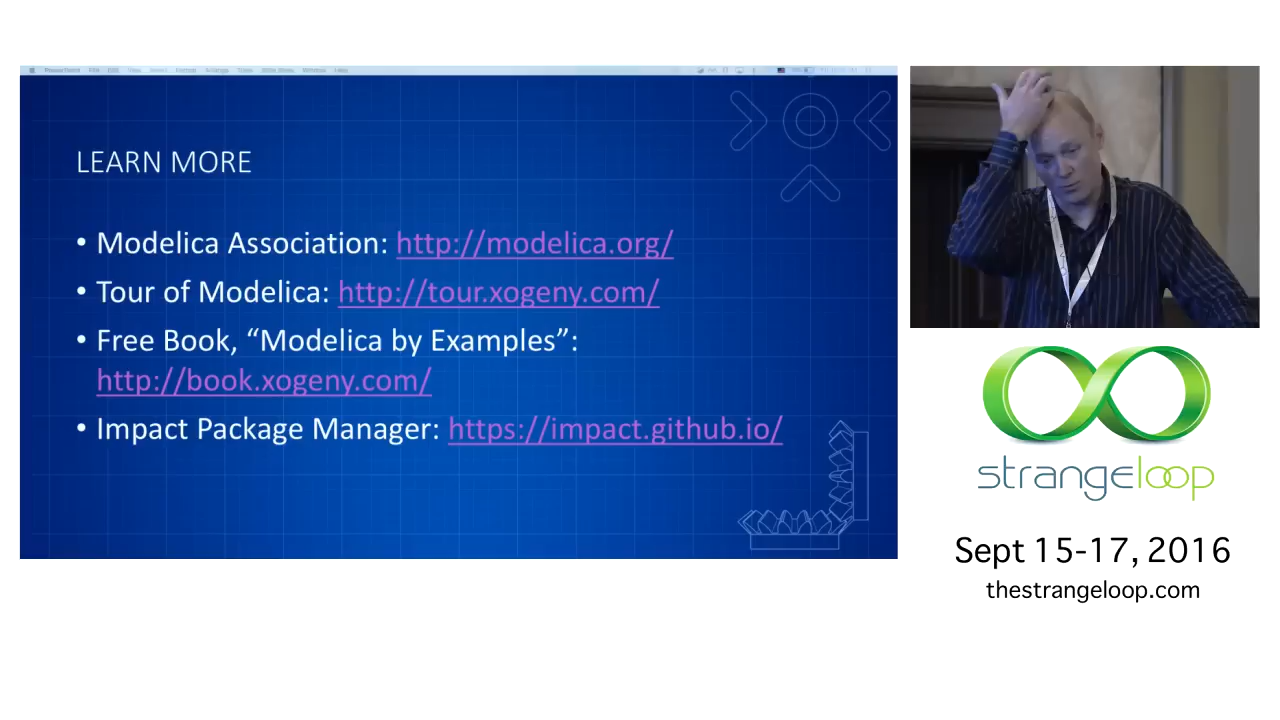 LEARN MORE
• Modelica Association: http://modelica.org/
• Tour of Modelica: http://tour.xogeny.com/
• Free Book, “Modelica by Examples”:
http://book.xogeny.com/
• Impact Package Manager: https://impact.github.io/
strangeloop
Sept 15-17, 2016
thestrangeloop.com